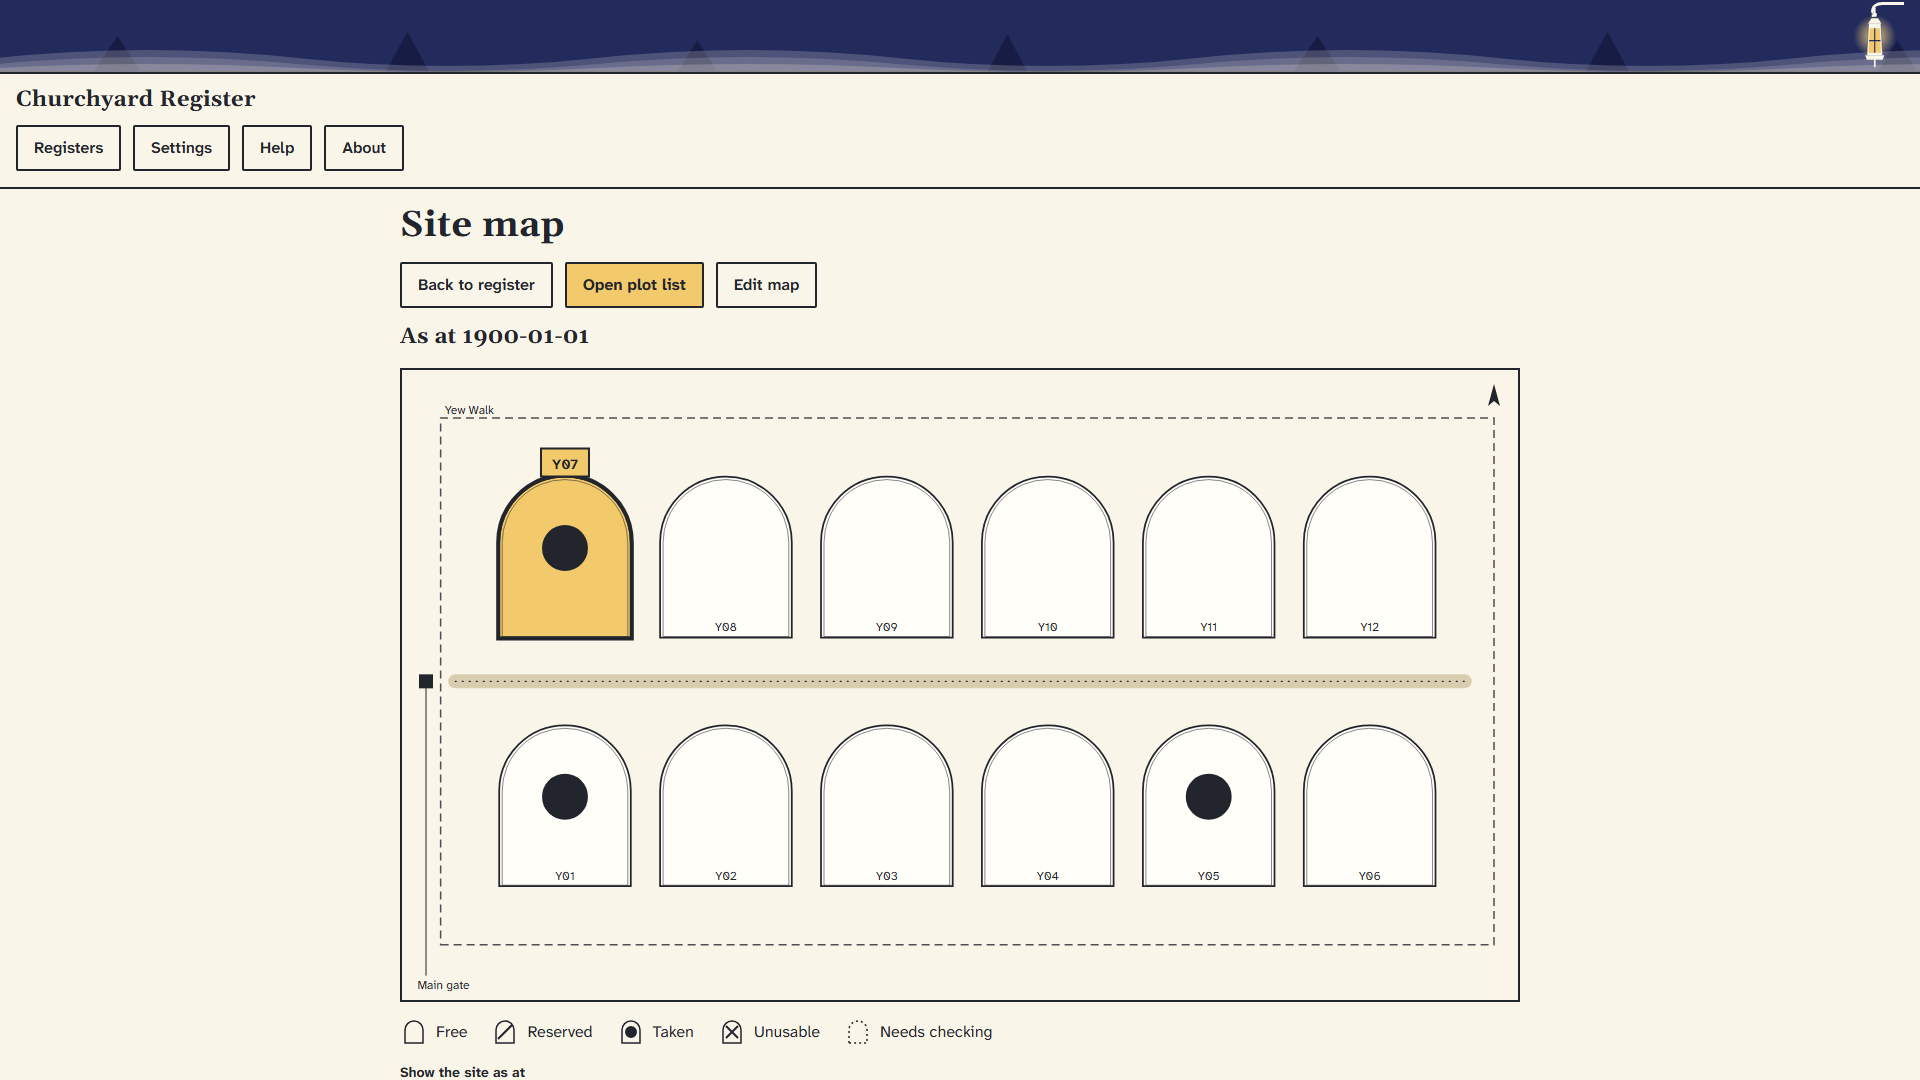 Churchyard Register
Registers Settings Help About
Site map
Back to register Open plot list Edit map
As at 1900-01-01
Yew Walk
Y07
Y08 Y09 Y10 Y11 Y12
Y01 Y02 Y03 Y04 Y05 Y06
Main gate
Free Reserved Taken Unusable Needs checking
Show the site as at